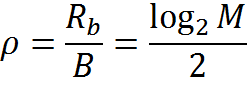 ρ = R_b / B = log₂ M / 2